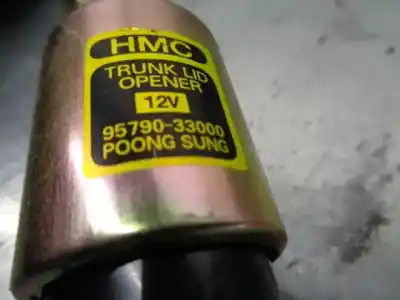 HMC
TRUNK LID
OPENER
12V
95790-33000
POONG SUNG